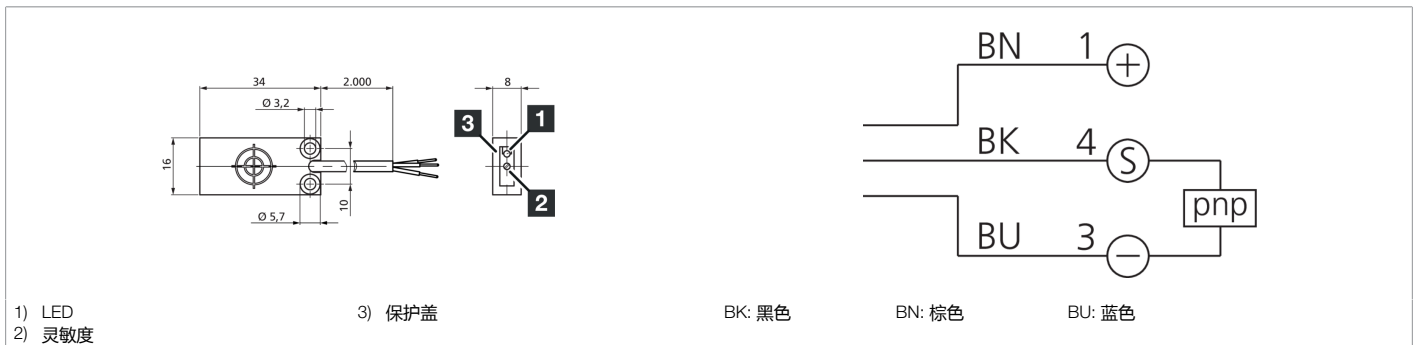 34
2.000
8
Ø 3,2
16
Ø 5,7
10
3
1
2
BN 1 +
BK 4 S
pnp
BU 3 −
1) LED
2) 灵敏度
3) 保护盖
BK: 黑色
BN: 棕色
BU: 蓝色